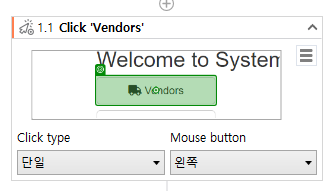 1.1 Click 'Vendors'
Welcome to System
Vendors
Click type
Mouse button
단일
왼쪽